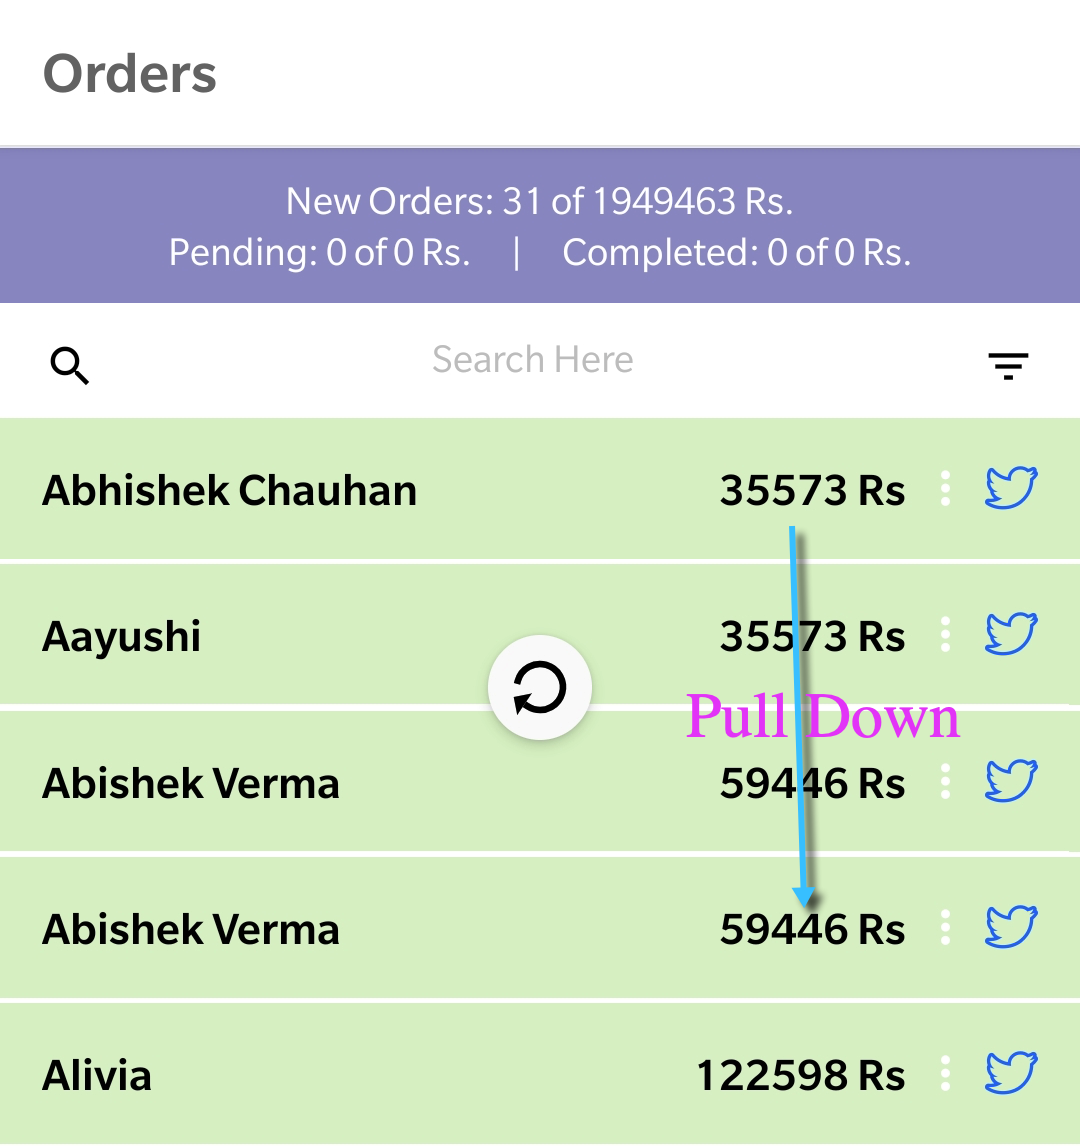 Orders
New Orders: 31 of 1949463 Rs.
Pending: 0 of 0 Rs. | Completed: 0 of 0 Rs.
Search Here
Abhishek Chauhan 35573 Rs
Aayushi 35573 Rs
Pull Down
Abishek Verma 59446 Rs
Abishek Verma 59446 Rs
Alivia 122598 Rs